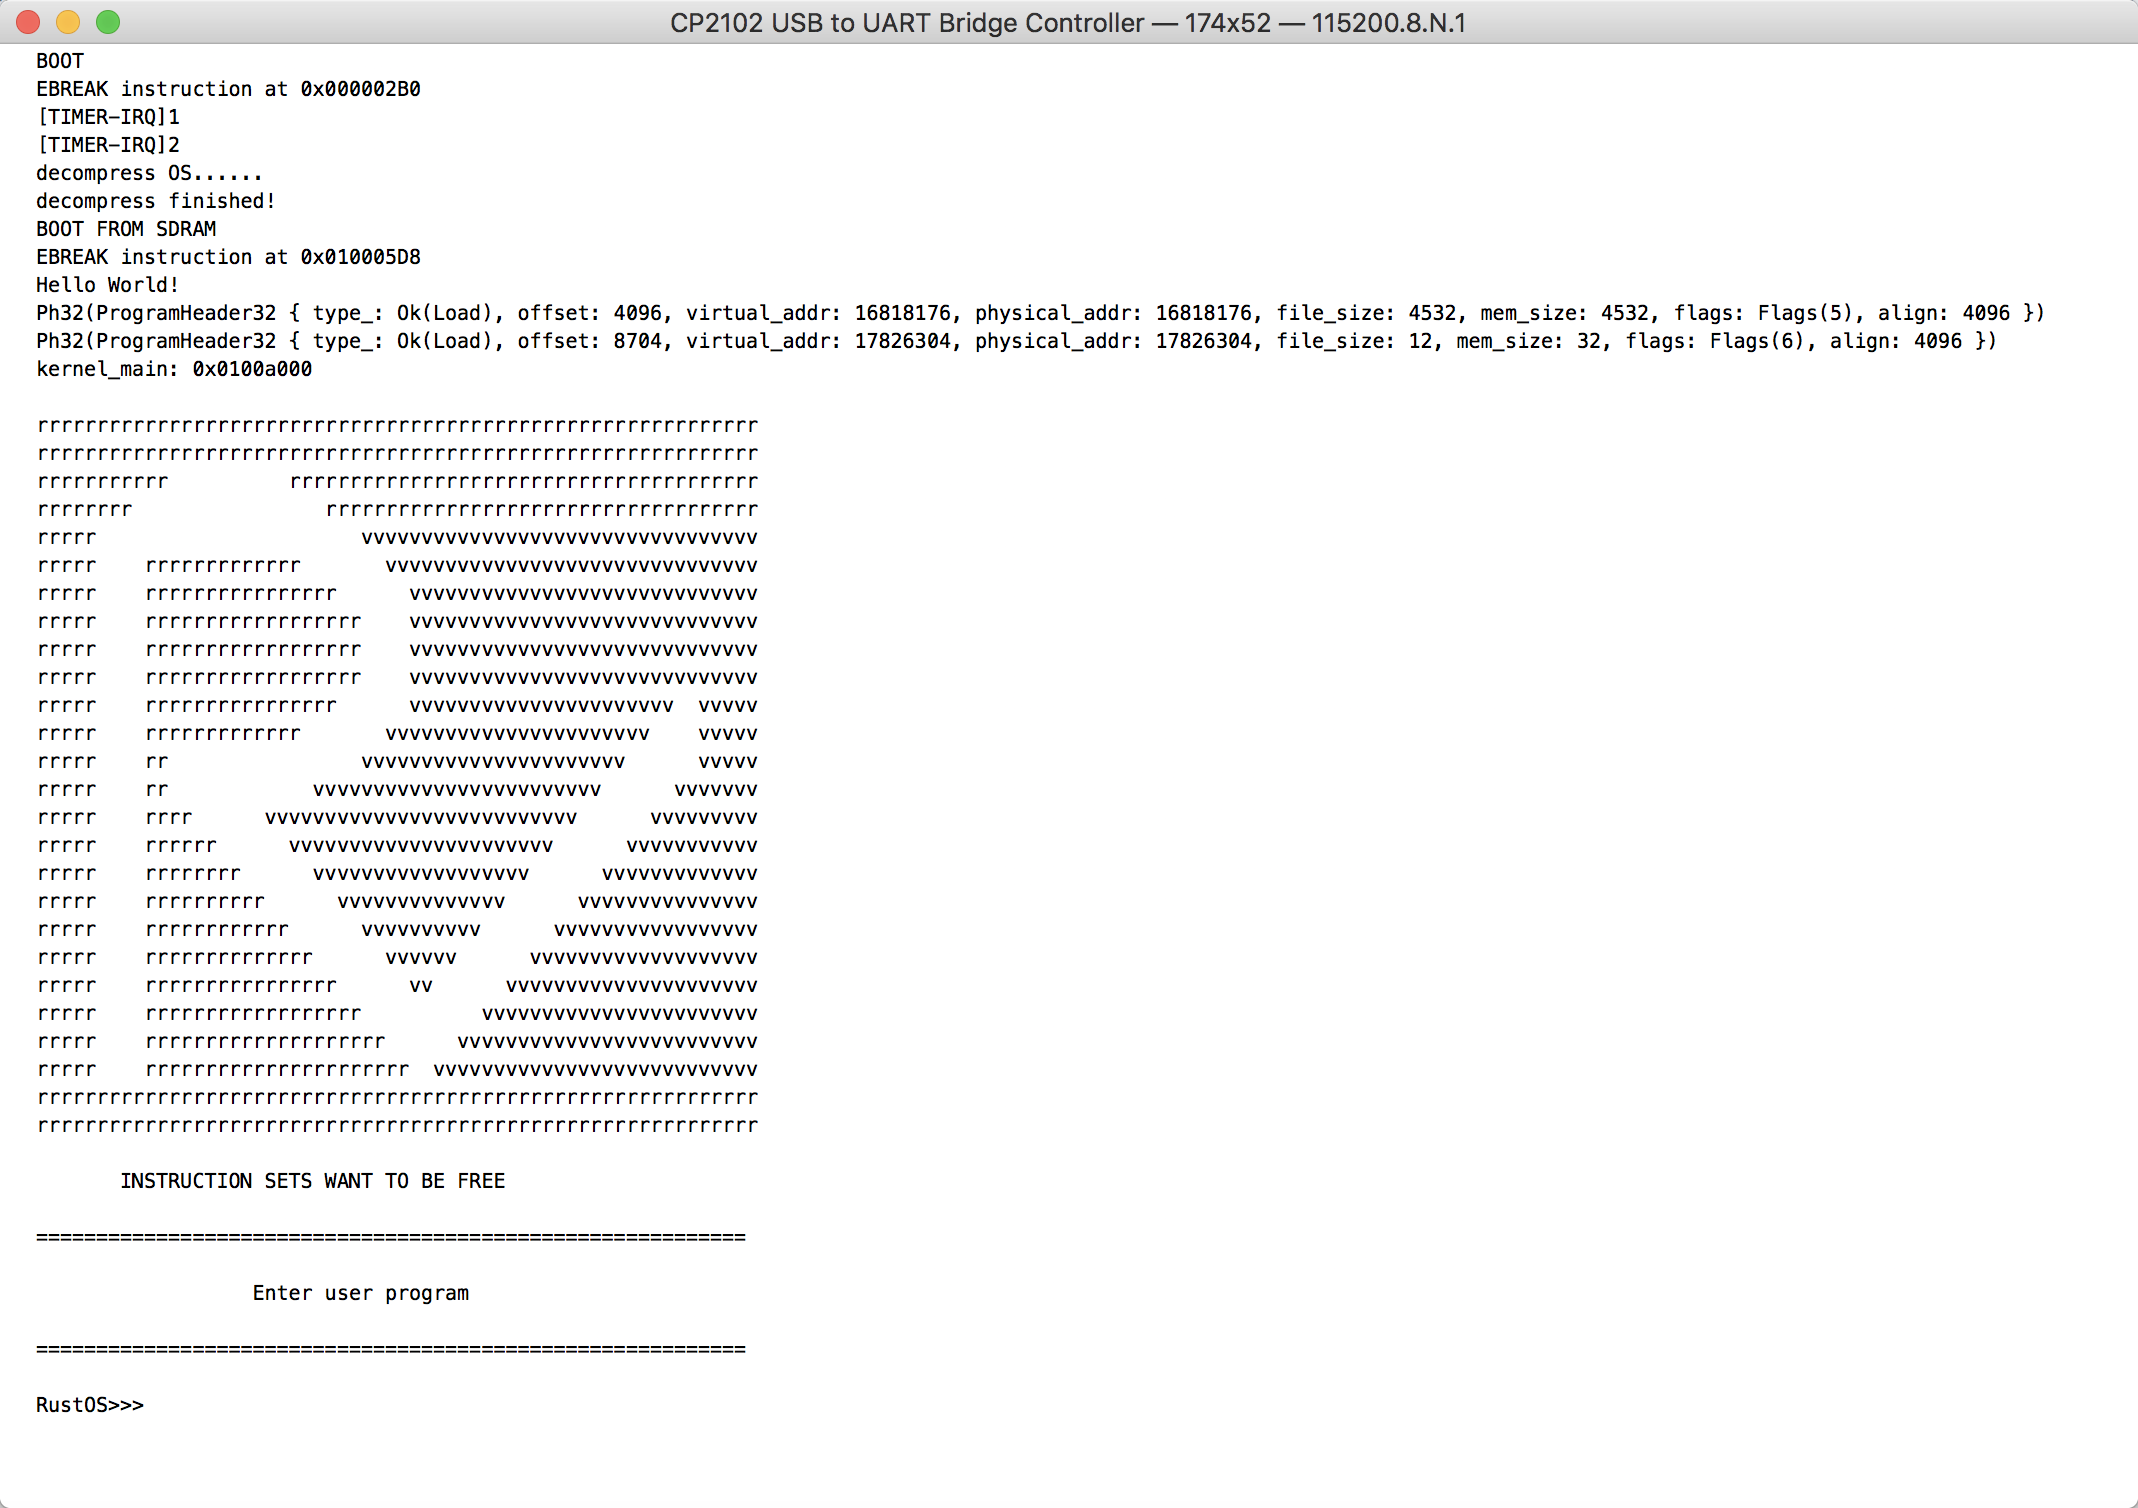 CP2102 USB to UART Bridge Controller — 174x52 — 115200.8.N.1
BOOT
EBREAK instruction at 0x000002B0
[TIMER-IRQ]1
[TIMER-IRQ]2
decompress OS......
decompress finished!
BOOT FROM SDRAM
EBREAK instruction at 0x010005D8
Hello World!
Ph32(ProgramHeader32 { type_: Ok(Load), offset: 4096, virtual_addr: 16818176, physical_addr: 16818176, file_size: 4532, mem_size: 4532, flags: Flags(5), align: 4096 })
Ph32(ProgramHeader32 { type_: Ok(Load), offset: 8704, virtual_addr: 17826304, physical_addr: 17826304, file_size: 12, mem_size: 32, flags: Flags(6), align: 4096 })
kernel_main: 0x0100a000

rrrrrrrrrrrrrrrrrrrrrrrrrrrrrrrrrrrrrrrrrrrrrrrrrrrrrrrrrrrr
rrrrrrrrrrrrrrrrrrrrrrrrrrrrrrrrrrrrrrrrrrrrrrrrrrrrrrrrrrrr
rrrrrrrrrrr          rrrrrrrrrrrrrrrrrrrrrrrrrrrrrrrrrrrrrrr
rrrrrrrr                rrrrrrrrrrrrrrrrrrrrrrrrrrrrrrrrrrrr
rrrrr                      vvvvvvvvvvvvvvvvvvvvvvvvvvvvvvvvv
rrrrr    rrrrrrrrrrrrr       vvvvvvvvvvvvvvvvvvvvvvvvvvvvvvv
rrrrr    rrrrrrrrrrrrrrrr      vvvvvvvvvvvvvvvvvvvvvvvvvvvvv
rrrrr    rrrrrrrrrrrrrrrrrr    vvvvvvvvvvvvvvvvvvvvvvvvvvvvv
rrrrr    rrrrrrrrrrrrrrrrrr    vvvvvvvvvvvvvvvvvvvvvvvvvvvvv
rrrrr    rrrrrrrrrrrrrrrrrr    vvvvvvvvvvvvvvvvvvvvvvvvvvvvv
rrrrr    rrrrrrrrrrrrrrrr      vvvvvvvvvvvvvvvvvvvvvv  vvvvv
rrrrr    rrrrrrrrrrrrr       vvvvvvvvvvvvvvvvvvvvvv    vvvvv
rrrrr    rr                vvvvvvvvvvvvvvvvvvvvvv      vvvvv
rrrrr    rr            vvvvvvvvvvvvvvvvvvvvvvvv      vvvvvvv
rrrrr    rrrr      vvvvvvvvvvvvvvvvvvvvvvvvvv      vvvvvvvvv
rrrrr    rrrrrr      vvvvvvvvvvvvvvvvvvvvvv      vvvvvvvvvvv
rrrrr    rrrrrrrr      vvvvvvvvvvvvvvvvvv      vvvvvvvvvvvvv
rrrrr    rrrrrrrrrr      vvvvvvvvvvvvvv      vvvvvvvvvvvvvvv
rrrrr    rrrrrrrrrrrr      vvvvvvvvvv      vvvvvvvvvvvvvvvvv
rrrrr    rrrrrrrrrrrrrr      vvvvvv      vvvvvvvvvvvvvvvvvvv
rrrrr    rrrrrrrrrrrrrrrr      vv      vvvvvvvvvvvvvvvvvvvvv
rrrrr    rrrrrrrrrrrrrrrrrr          vvvvvvvvvvvvvvvvvvvvvvv
rrrrr    rrrrrrrrrrrrrrrrrrrr      vvvvvvvvvvvvvvvvvvvvvvvvv
rrrrr    rrrrrrrrrrrrrrrrrrrrrr  vvvvvvvvvvvvvvvvvvvvvvvvvvv
rrrrrrrrrrrrrrrrrrrrrrrrrrrrrrrrrrrrrrrrrrrrrrrrrrrrrrrrrrrr
rrrrrrrrrrrrrrrrrrrrrrrrrrrrrrrrrrrrrrrrrrrrrrrrrrrrrrrrrrrr

       INSTRUCTION SETS WANT TO BE FREE

===========================================================

                  Enter user program

===========================================================

RustOS>>>